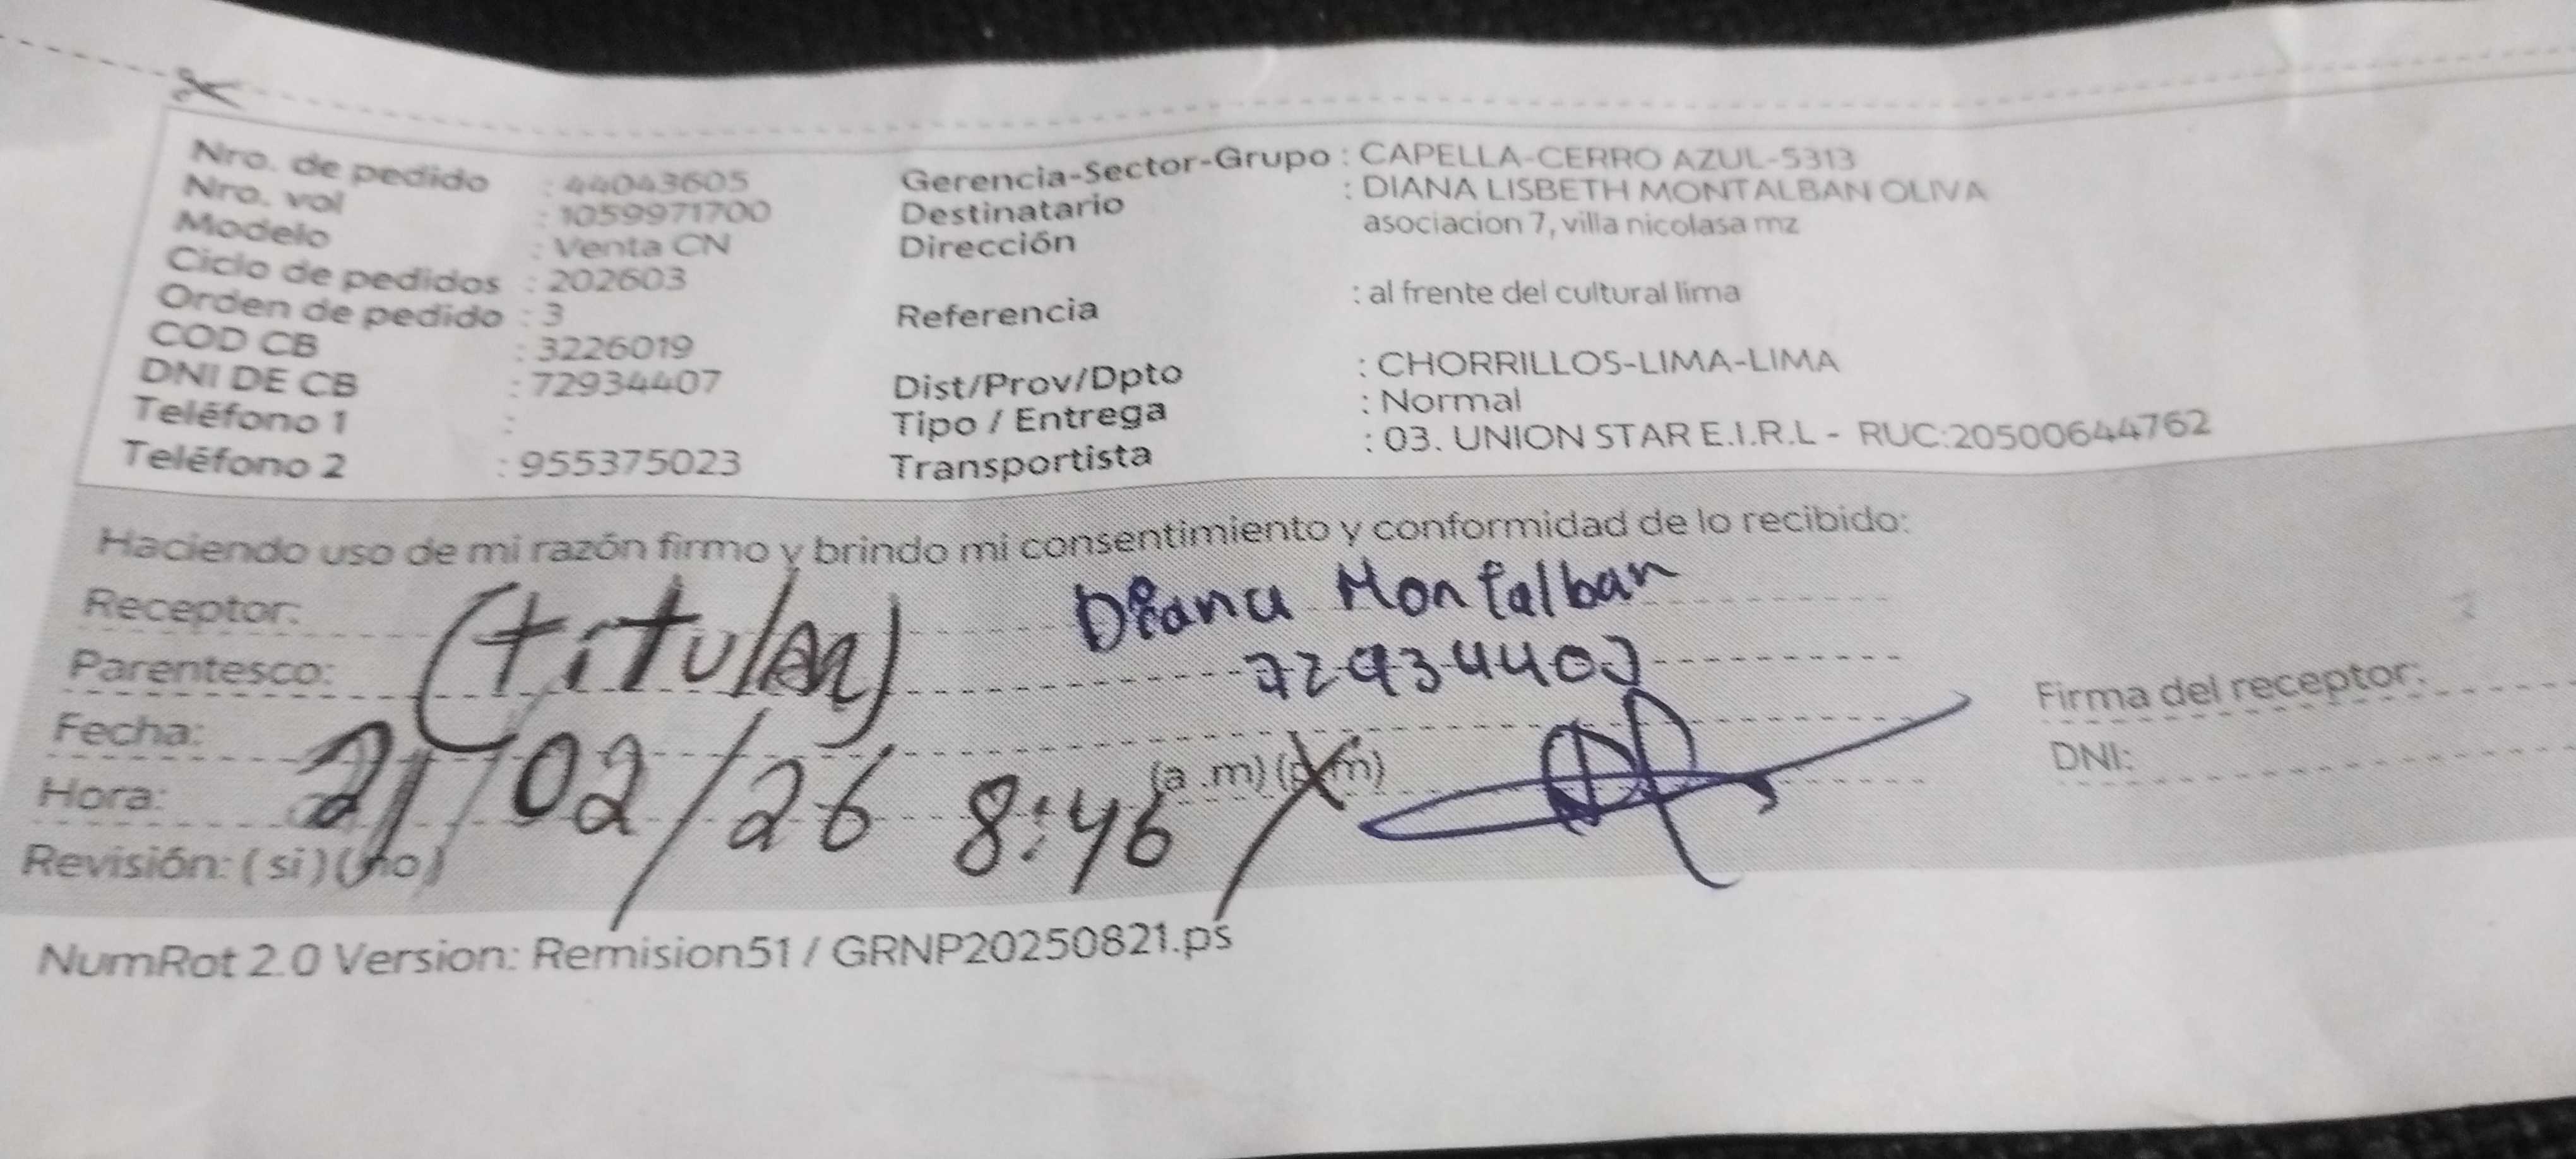 Nro. de pedido : 44043605
Nro. vol : 1059971700
Modelo : Venta CN
Ciclo de pedidos : 202603
Orden de pedido : 3
COD CB : 3226019
DNI DE CB : 72934407
Teléfono 1 :
Teléfono 2 : 955375023
Gerencia-Sector-Grupo : CAPELLA-CERRO AZUL-5313
Destinatario : DIANA LISBETH MONTALBAN OLIVA
Dirección asociacion 7, villa nicolasa mz
Referencia : al frente del cultural lima
Dist/Prov/Dpto : CHORRILLOS-LIMA-LIMA
Tipo / Entrega : Normal
Transportista : 03. UNION STAR E.I.R.L - RUC:20500644762
Haciendo uso de mi razón firmo y brindo mi consentimiento y conformidad de lo recibido:
Receptor: (titular) Diana Montalban
Parentesco: 72934407
Fecha: 21/02/26
Hora: 8:46 (a .m) (p.m)
Revisión: ( si ) ( no )
Firma del receptor:
DNI:
NumRot 2.0 Version: Remision51 / GRNP20250821.ps